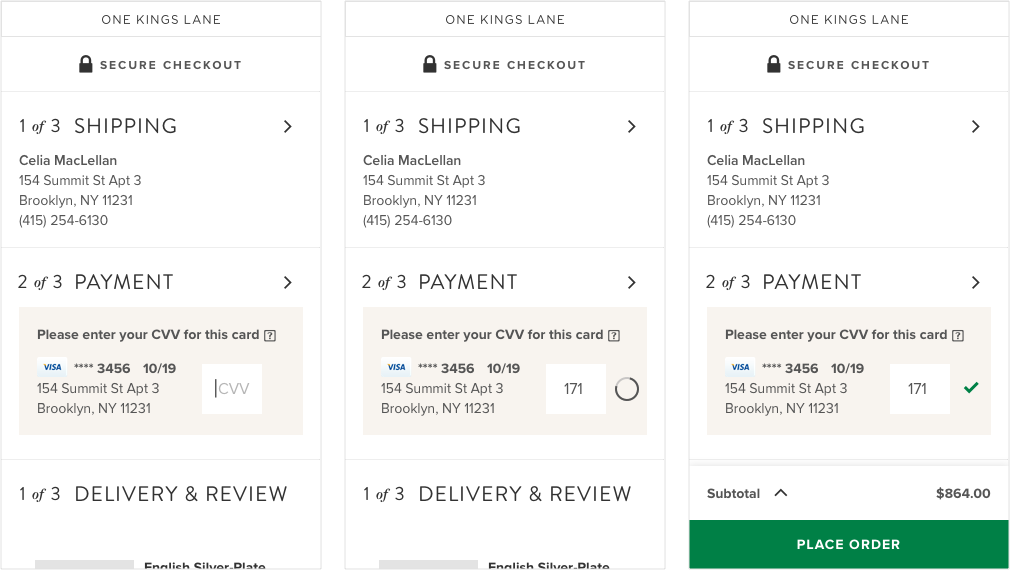 ONE KINGS LANE
SECURE CHECKOUT
1 of 3 SHIPPING
Celia MacLellan
154 Summit St Apt 3
Brooklyn, NY 11231
(415) 254-6130
2 of 3 PAYMENT
Please enter your CVV for this card ?
VISA **** 3456 10/19
154 Summit St Apt 3
Brooklyn, NY 11231
CVV
1 of 3 DELIVERY & REVIEW
English Silver-Plate
ONE KINGS LANE
SECURE CHECKOUT
1 of 3 SHIPPING
Celia MacLellan
154 Summit St Apt 3
Brooklyn, NY 11231
(415) 254-6130
2 of 3 PAYMENT
Please enter your CVV for this card ?
VISA **** 3456 10/19
154 Summit St Apt 3
Brooklyn, NY 11231
171
1 of 3 DELIVERY & REVIEW
English Silver-Plate
ONE KINGS LANE
SECURE CHECKOUT
1 of 3 SHIPPING
Celia MacLellan
154 Summit St Apt 3
Brooklyn, NY 11231
(415) 254-6130
2 of 3 PAYMENT
Please enter your CVV for this card ?
VISA **** 3456 10/19
154 Summit St Apt 3
Brooklyn, NY 11231
171
Subtotal $864.00
PLACE ORDER